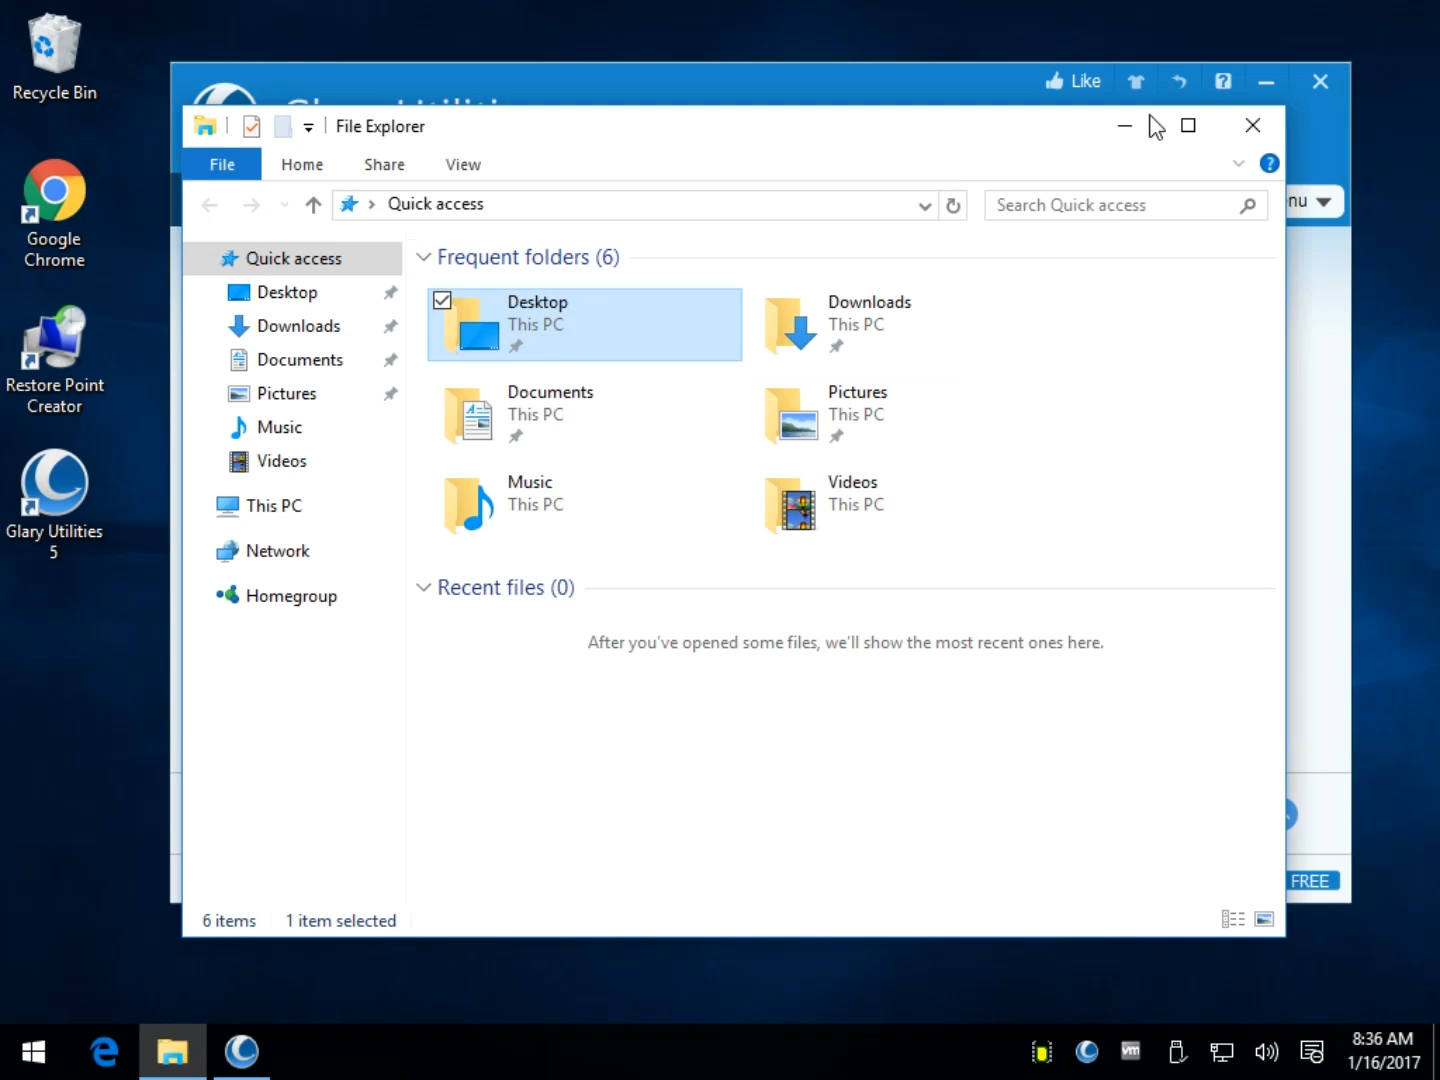 Recycle Bin
Google
Chrome
Restore Point
Creator
Glary Utilities
5
Like
File Explorer
File
Home
Share
View
Quick access
Search Quick access
nu
Quick access
Desktop
Downloads
Documents
Pictures
Music
Videos
This PC
Network
Homegroup
Frequent folders (6)
Desktop
This PC
Downloads
This PC
Documents
This PC
Pictures
This PC
Music
This PC
Videos
This PC
Recent files (0)
After you've opened some files, we'll show the most recent ones here.
FREE
6 items
1 item selected
vm
8:36 AM
1/16/2017